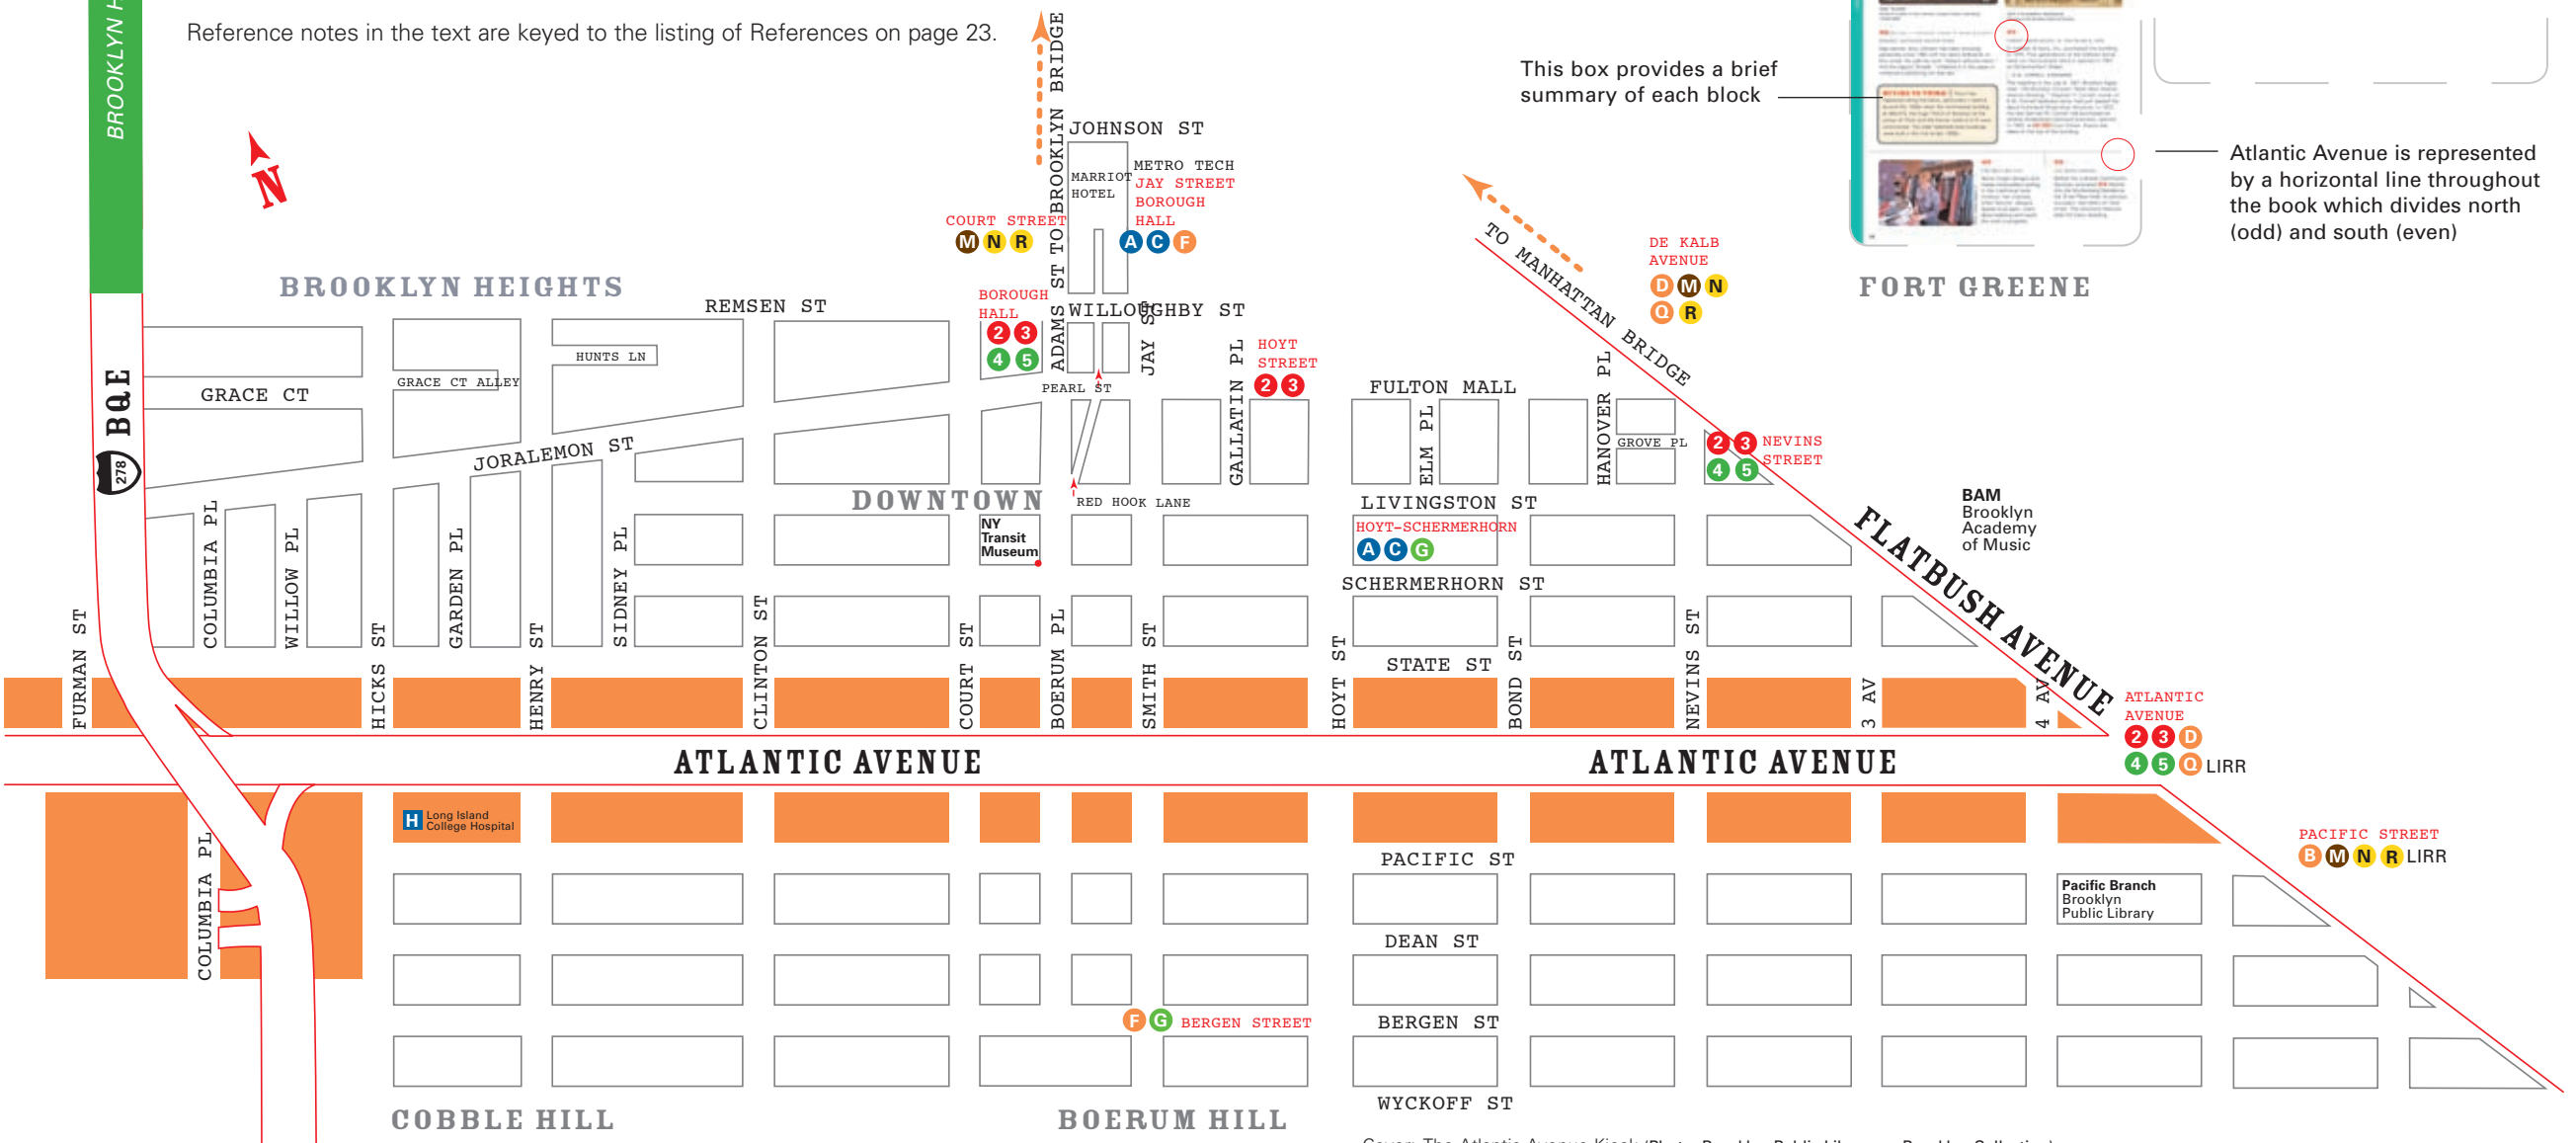 Reference notes in the text are keyed to the listing of References on page 23.
BROOKLYN H
N
This box provides a brief
summary of each block
Atlantic Avenue is represented
by a horizontal line throughout
the book which divides north
(odd) and south (even)
ADAMS ST TO BROOKLYN BRIDGE
JOHNSON ST
MARRIOT
HOTEL
METRO TECH
JAY STREET
BOROUGH
HALL
A C F
COURT STREET
M N R
TO MANHATTAN BRIDGE
DE KALB
AVENUE
D M N
Q R
BROOKLYN HEIGHTS
FORT GREENE
REMSEN ST
BOROUGH
HALL
2 3
4 5
WILLOUGHBY ST
JAY ST
HUNTS LN
GRACE CT ALLEY
GRACE CT
PEARL ST
GALLATIN PL
HOYT
STREET
2 3
FULTON MALL
ELM PL
HANOVER PL
GROVE PL
2 3
4 5
NEVINS
STREET
BQE
278
JORALEMON ST
DOWNTOWN
RED HOOK LANE
LIVINGSTON ST
BAM
Brooklyn
Academy
of Music
FLATBUSH AVENUE
NY
Transit
Museum
HOYT-SCHERMERHORN
A C G
SCHERMERHORN ST
STATE ST
FURMAN ST
COLUMBIA PL
WILLOW PL
HICKS ST
GARDEN PL
HENRY ST
SIDNEY PL
CLINTON ST
COURT ST
BOERUM PL
SMITH ST
HOYT ST
BOND ST
NEVINS ST
3 AV
4 AV
ATLANTIC
AVENUE
2 3 D
4 5 Q LIRR
ATLANTIC AVENUE
ATLANTIC AVENUE
H Long Island
College Hospital
COLUMBIA PL
PACIFIC ST
PACIFIC STREET
B M N R LIRR
Pacific Branch
Brooklyn
Public Library
DEAN ST
F G BERGEN STREET
BERGEN ST
WYCKOFF ST
COBBLE HILL
BOERUM HILL
Cover: The Atlantic Avenue Kiosk (Photo: Brooklyn Public Library – Brooklyn Collection)